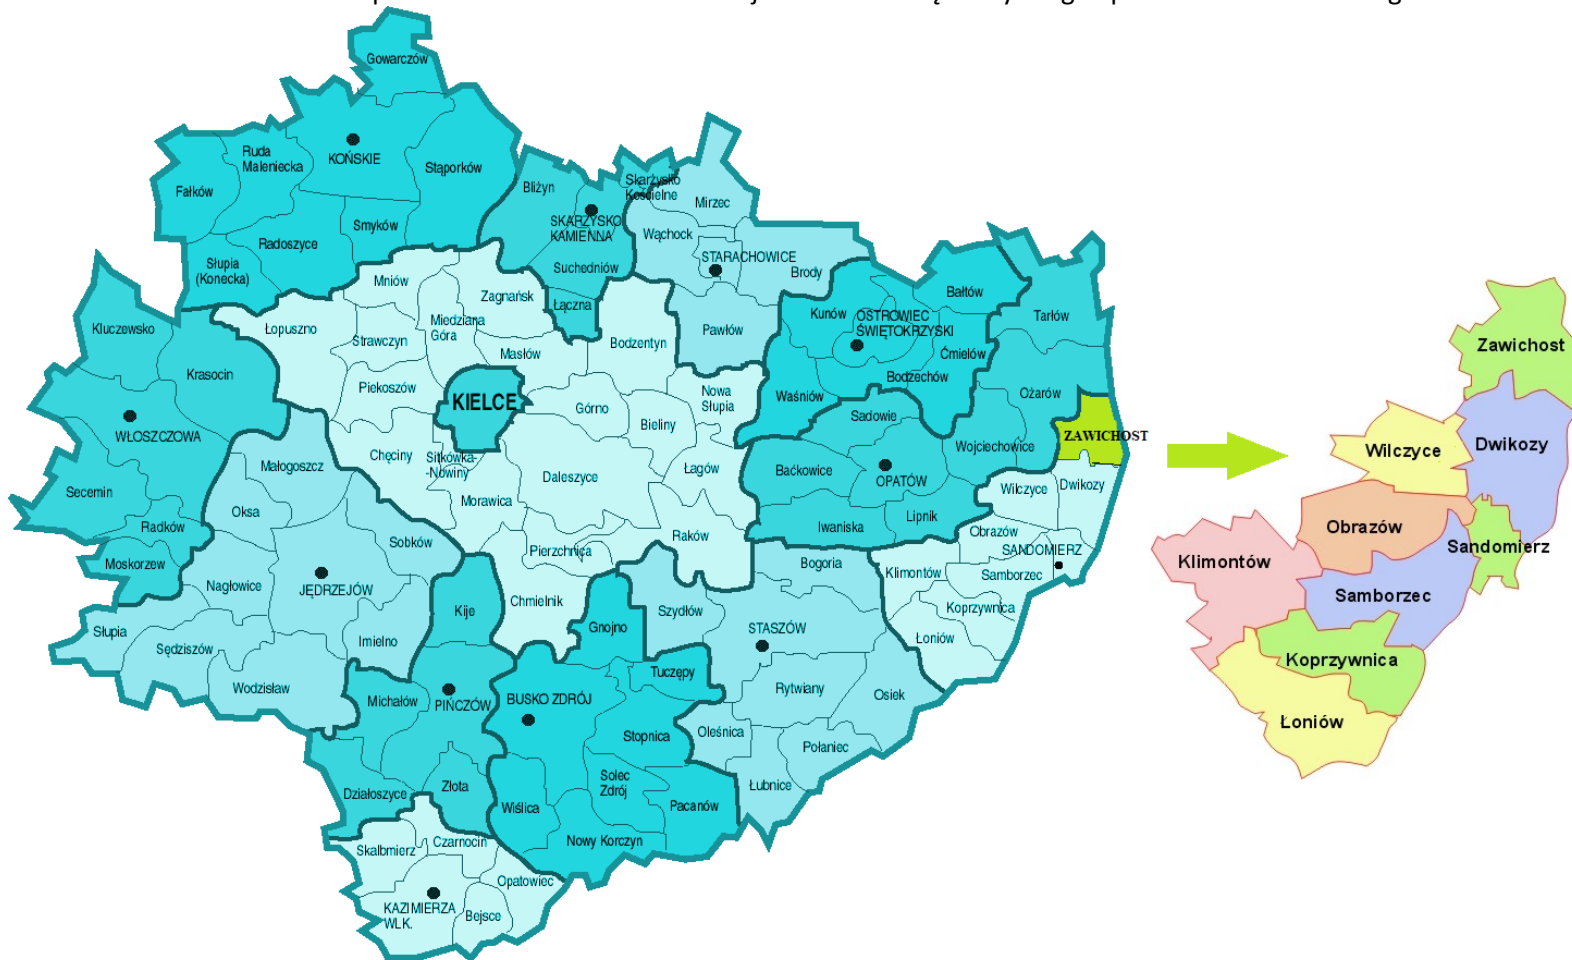 Gowarczów
Ruda
Maleniecka
KOŃSKIE
Stąporków
Fałków
Smyków
Radoszyce
Słupia
(Konecka)
Bliżyn
Skarżysko
Kościelne
SKARZYSKO
KAMIENNA
Suchedniów
Łączna
Mirzec
Wąchock
STARACHOWICE
Brody
Pawłów
Mniów
Zagnańsk
Łopuszno
Miedziana
Góra
Strawczyn
Masłów
Piekoszów
KIELCE
Bodzentyn
Nowa
Słupia
Górno
Bieliny
Chęciny
Sitkówka-
-Nowiny
Daleszyce
Łagów
Morawica
Raków
Pierzchnica
Chmielnik
Kluczewsko
Krasocin
WŁOSZCZOWA
Secemin
Radków
Moskorzew
Małogoszcz
Oksa
Sobków
Nagłowice
JĘDRZEJÓW
Słupia
Sędziszów
Imielno
Wodzisław
Kunów
OSTROWIEC
ŚWIĘTOKRZYSKI
Bałtów
Ćmielów
Bodzechów
Waśniów
Tarłów
Ożarów
Sadowie
Wojciechowice
Baćkowice
OPATÓW
Iwaniska
Lipnik
ZAWICHOST
Wilczyce
Dwikozy
Obrazów
SANDOMIERZ
Klimontów
Samborzec
Koprzywnica
Łoniów
Bogoria
Szydłów
STASZÓW
Rytwiany
Osiek
Oleśnica
Połaniec
Łubnice
Kije
Michałów
PIŃCZÓW
Działoszyce
Złota
Gnojno
Tuczępy
BUSKO ZDRÓJ
Stopnica
Solec
Zdrój
Wiślica
Pacanów
Nowy Korczyn
Skalbmierz
Czarnocin
Opatowiec
KAZIMIERZA
WLK.
Bejsce
Zawichost
Wilczyce
Dwikozy
Obrazów
Sandomierz
Klimontów
Samborzec
Koprzywnica
Łoniów